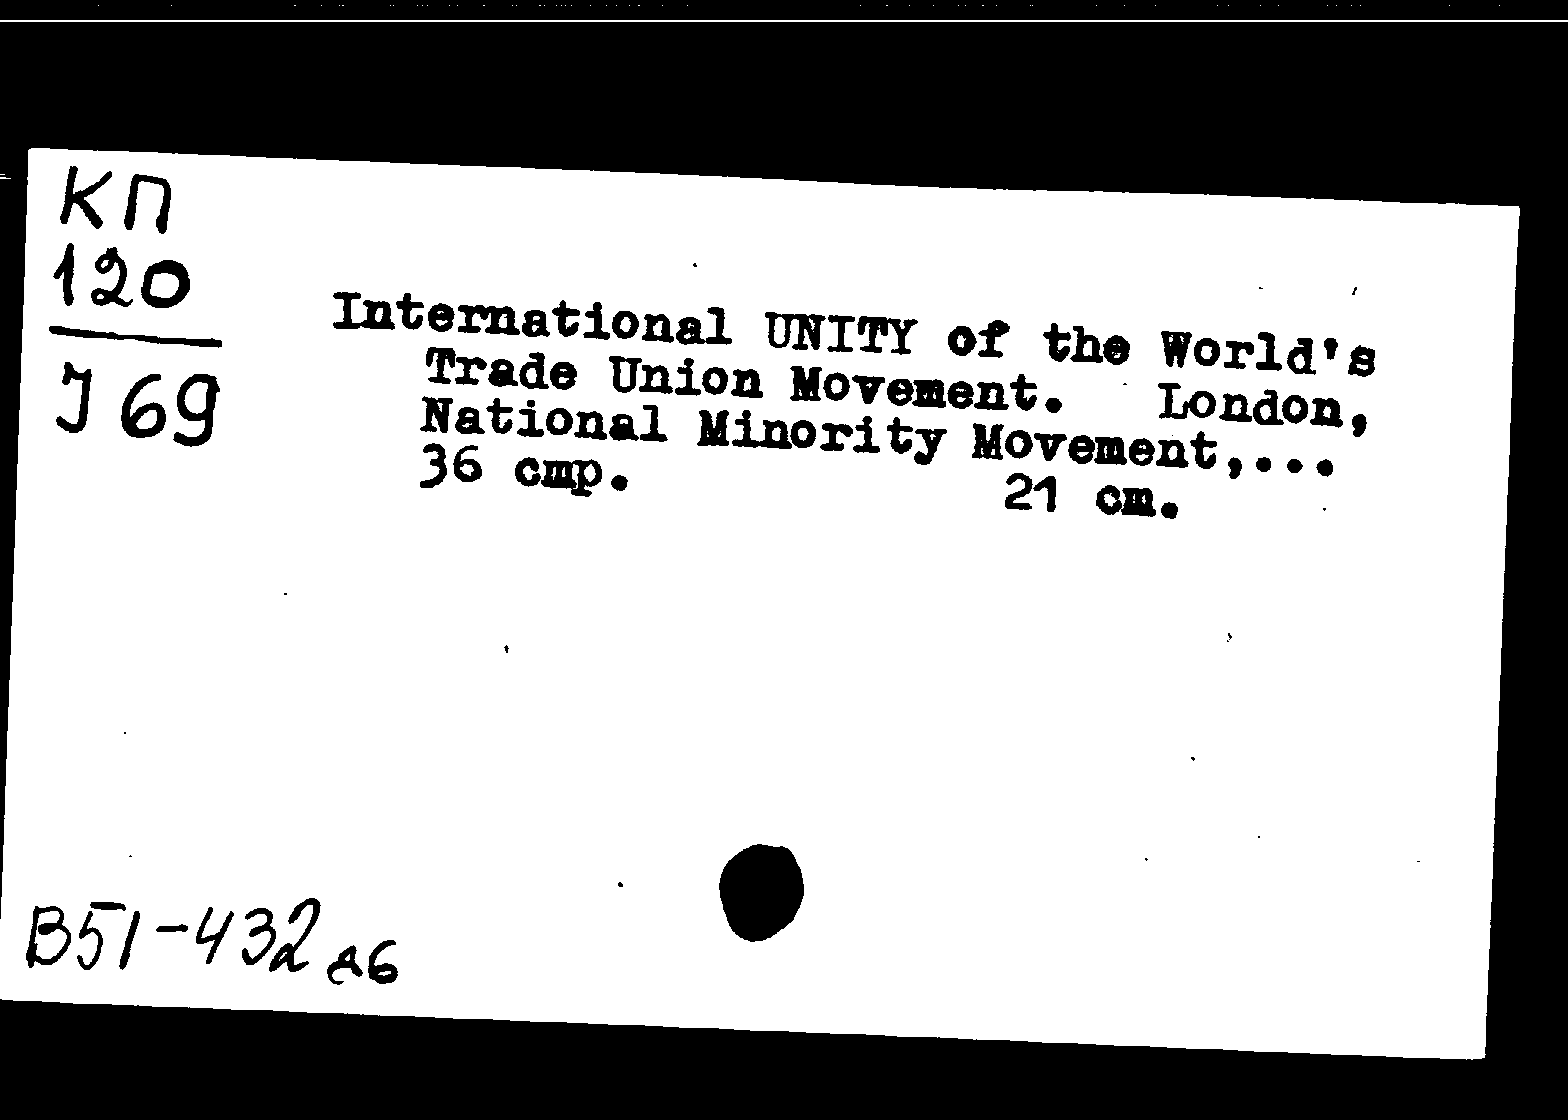 КП
120
J 69
International UNITY of the World's
Trade Union Movement. London,
National Minority Movement,...
36 cmp. 21 cm.
B51-432 аб